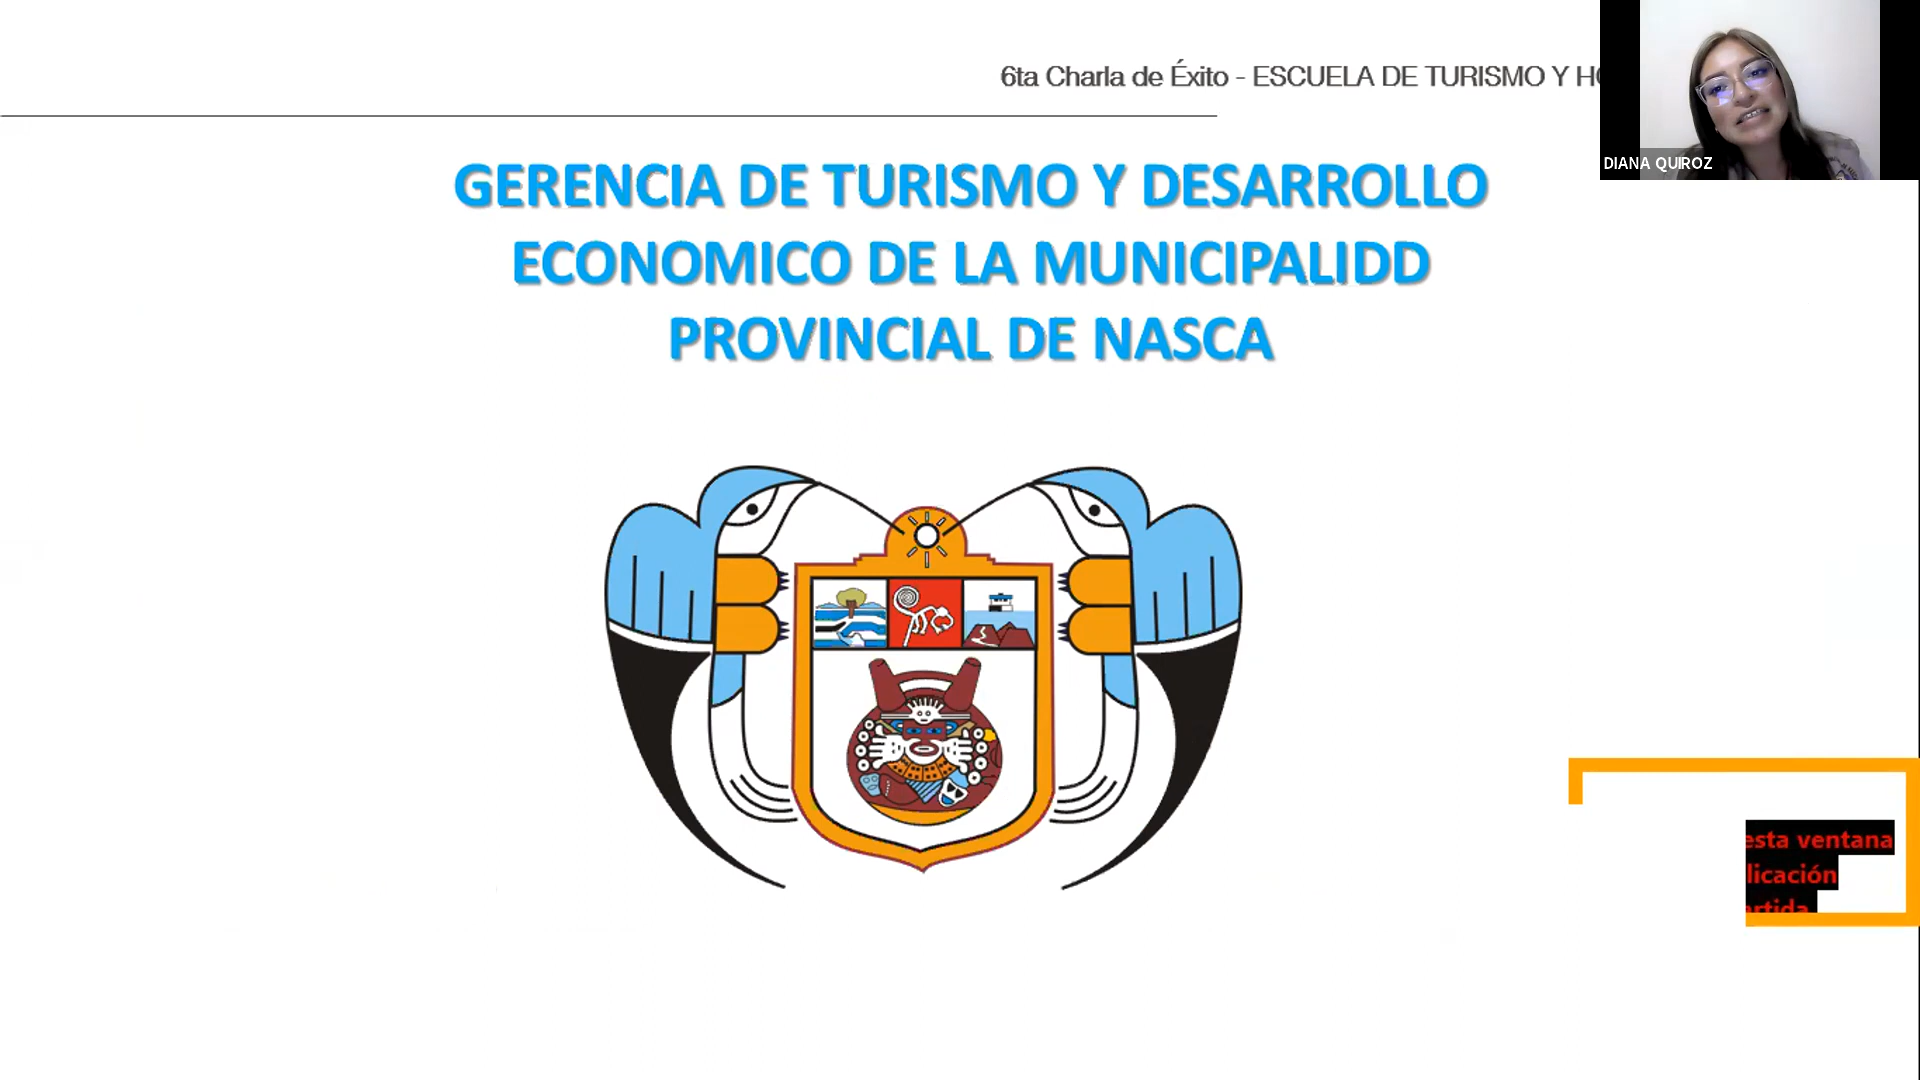 6ta Charla de Éxito - ESCUELA DE TURISMO Y
DIANA QUIROZ
GERENCIA DE TURISMO Y DESARROLLO
ECONOMICO DE LA MUNICIPALIDD
PROVINCIAL DE NASCA
esta ventana